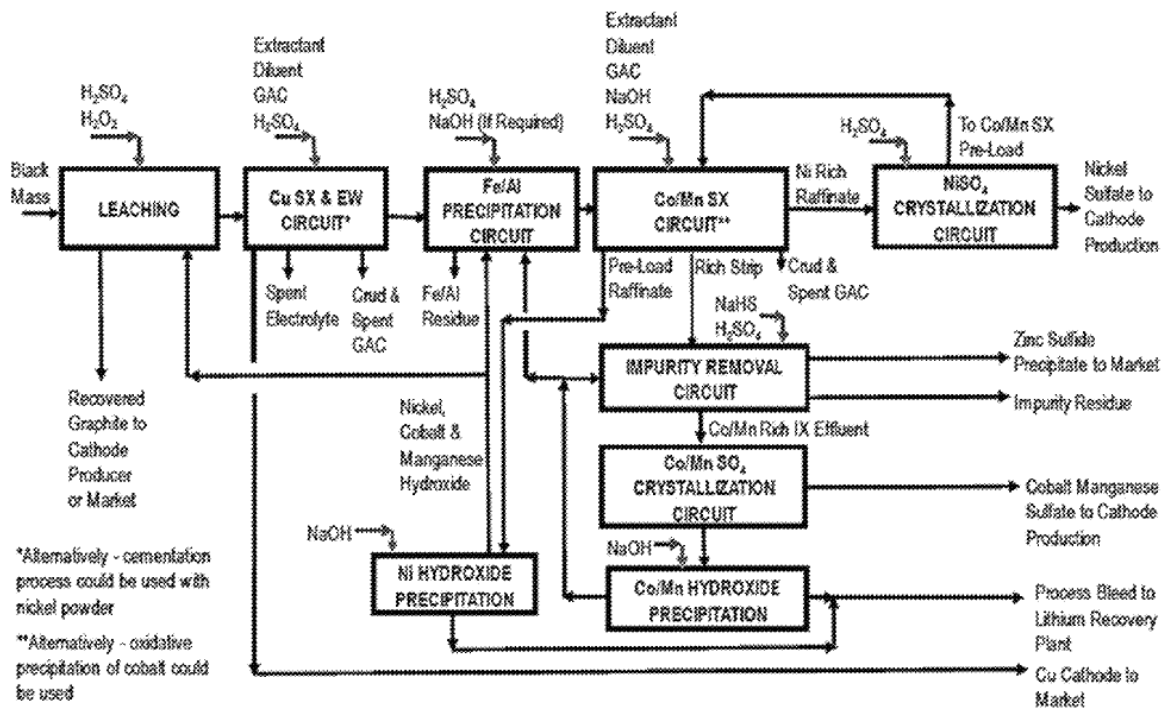 Extractant
Diluent
GAC
H₂SO₄
H₂SO₄
H₂O₂
H₂SO₄
NaOH (If Required)
Extractant
Diluent
GAC
NaOH
H₂SO₄
H₂SO₄
To Co/Mn SX
Pre-Load
Black
Mass
LEACHING
Cu SX & EW
CIRCUIT*
Fe/Al
PRECIPITATION
CIRCUIT
Co/Mn SX
CIRCUIT**
Ni Rich
Raffinate
NiSO₄
CRYSTALLIZATION
CIRCUIT
Nickel
Sulfate to
Cathode
Production
Spent
Electrolyte
Crud &
Spent
GAC
Fe/Al
Residue
Pre-Load
Raffinate
Rich Strip
Crud &
Spent GAC
NaHS
H₂SO₄
IMPURITY REMOVAL
CIRCUIT
Zinc Sulfide
Precipitate to Market
Impurity Residue
Recovered
Graphite to
Cathode
Producer
or Market
Nickel,
Cobalt &
Manganese
Hydroxide
Co/Mn Rich IX Effluent
Co/Mn SO₄
CRYSTALLIZATION
CIRCUIT
Cobalt Manganese
Sulfate to Cathode
Production
NaOH
Ni HYDROXIDE
PRECIPITATION
NaOH
Co/Mn HYDROXIDE
PRECIPITATION
Process Bleed to
Lithium Recovery
Plant
Cu Cathode to
Market
*Alternatively - cementation
process could be used with
nickel powder
**Alternatively - oxidative
precipitation of cobalt could
be used